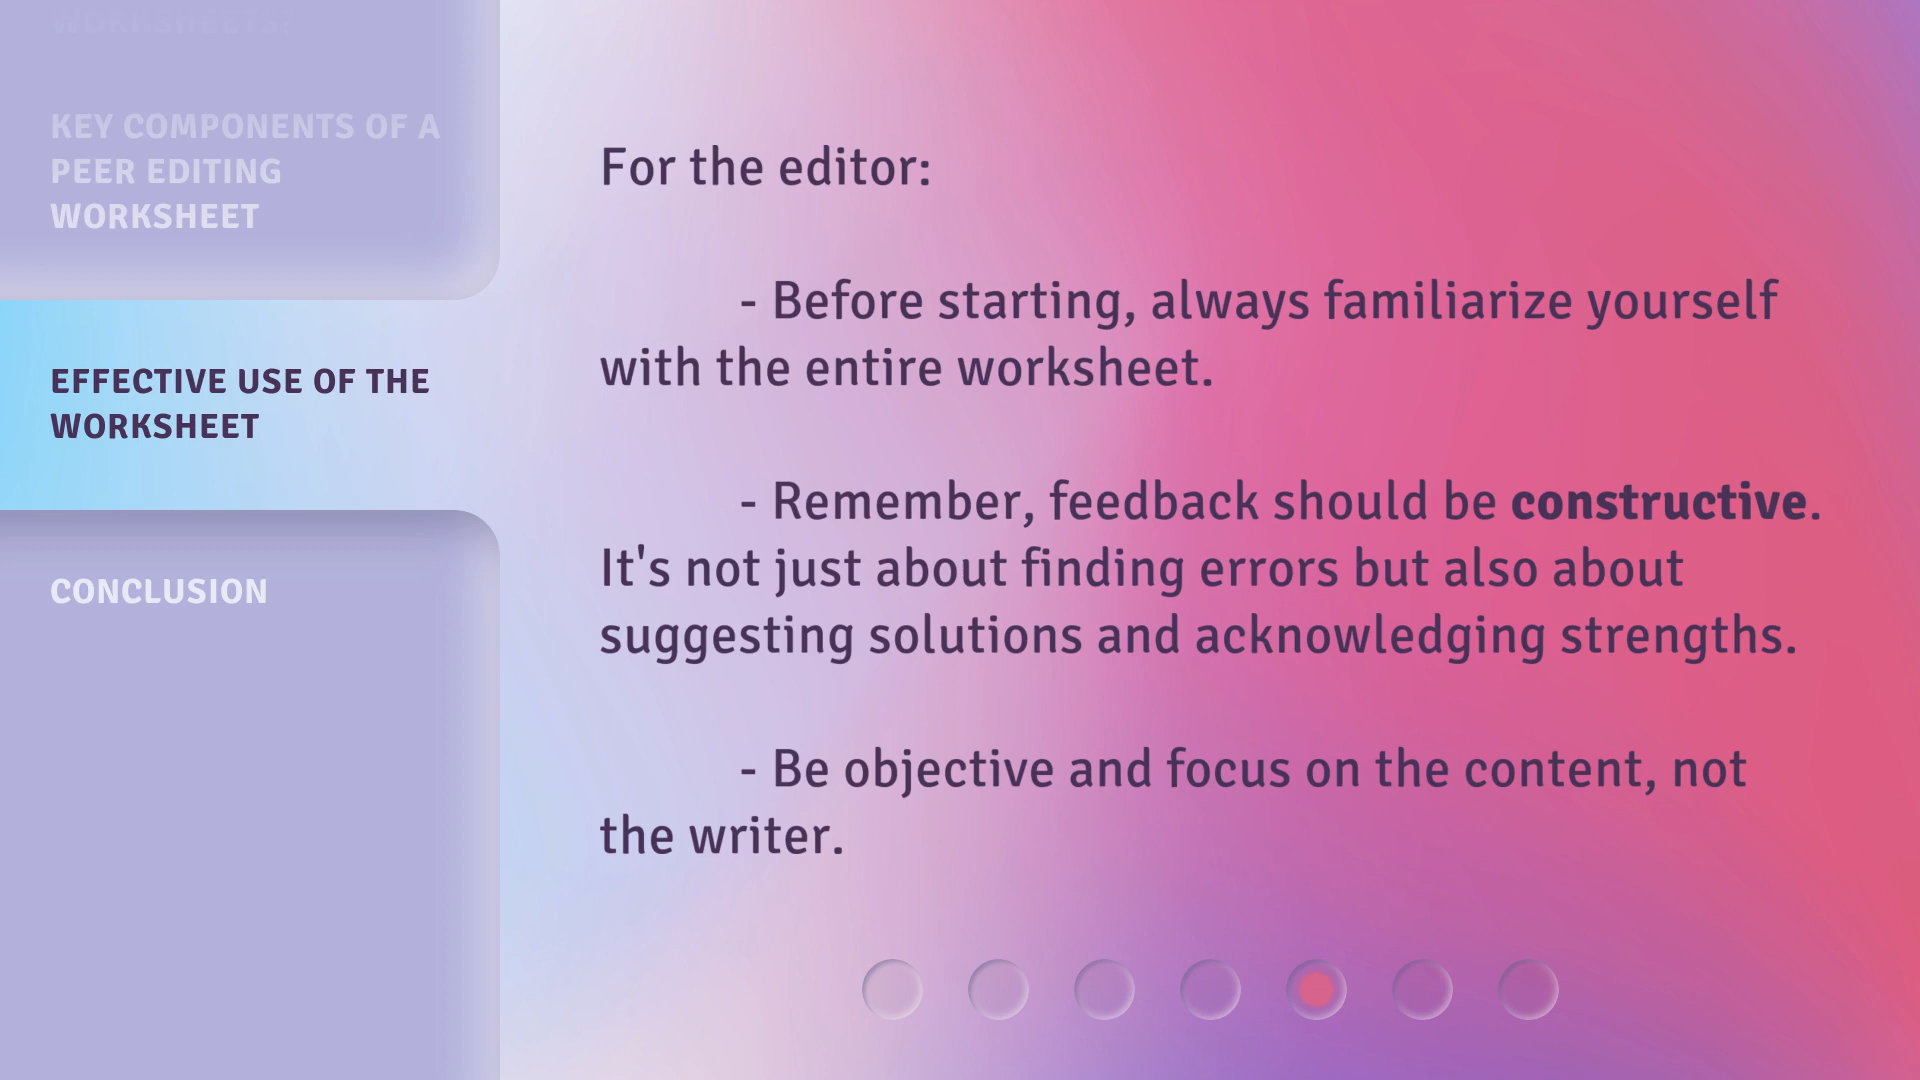 WORKSHEETS?
KEY COMPONENTS OF A
PEER EDITING
WORKSHEET
EFFECTIVE USE OF THE
WORKSHEET
CONCLUSION
For the editor:
- Before starting, always familiarize yourself
with the entire worksheet.
- Remember, feedback should be constructive.
It's not just about finding errors but also about
suggesting solutions and acknowledging strengths.
- Be objective and focus on the content, not
the writer.